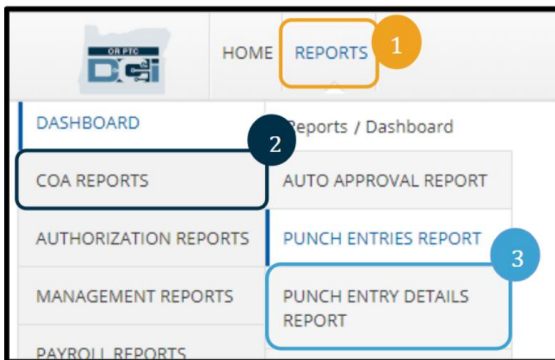 OR PTC
DCi
HOME
REPORTS
1
DASHBOARD
Reports / Dashboard
2
COA REPORTS
AUTO APPROVAL REPORT
AUTHORIZATION REPORTS
PUNCH ENTRIES REPORT
3
MANAGEMENT REPORTS
PUNCH ENTRY DETAILS
REPORT
PAYROLL REPORTS